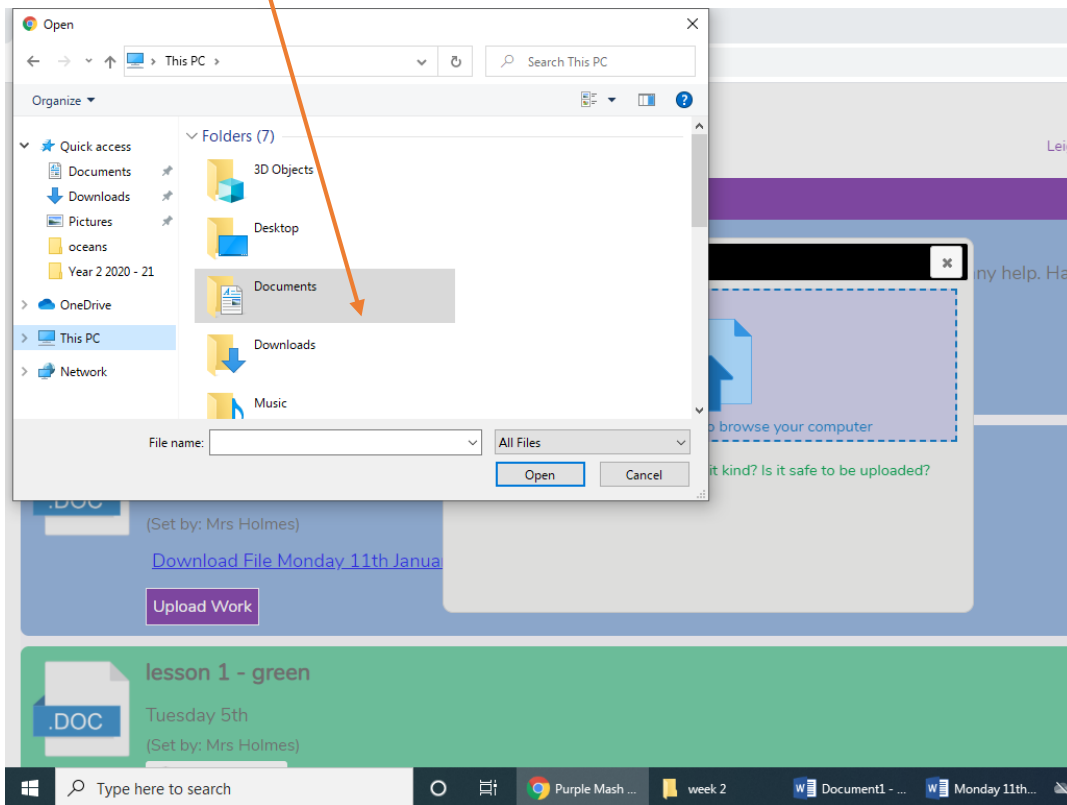 Open
This PC
Search This PC
Organize
Quick access
Documents
Downloads
Pictures
oceans
Year 2 2020 - 21
OneDrive
This PC
Network
Folders (7)
3D Objects
Desktop
Documents
Downloads
Music
File name:
All Files
Open
Cancel
Lei
ny help. Ha
o browse your computer
it kind? Is it safe to be uploaded?
.DOC
(Set by: Mrs Holmes)
Download File Monday 11th Janua
Upload Work
lesson 1 - green
.DOC
Tuesday 5th
(Set by: Mrs Holmes)
Type here to search
Purple Mash ...
week 2
Document1 - ...
Monday 11th...